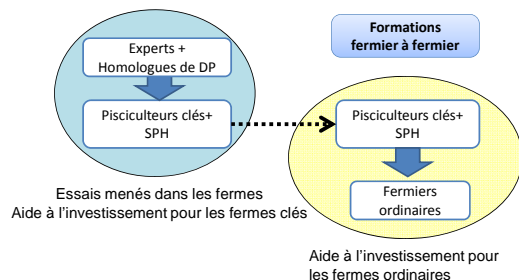 Formations
fermier à fermier
Experts +
Homologues de DP
Pisciculteurs clés+
SPH
Pisciculteurs clés+
SPH
Fermiers
ordinaires
Essais menés dans les fermes
Aide à l'investissement pour les fermes clés
Aide à l'investissement pour
les fermes ordinaires